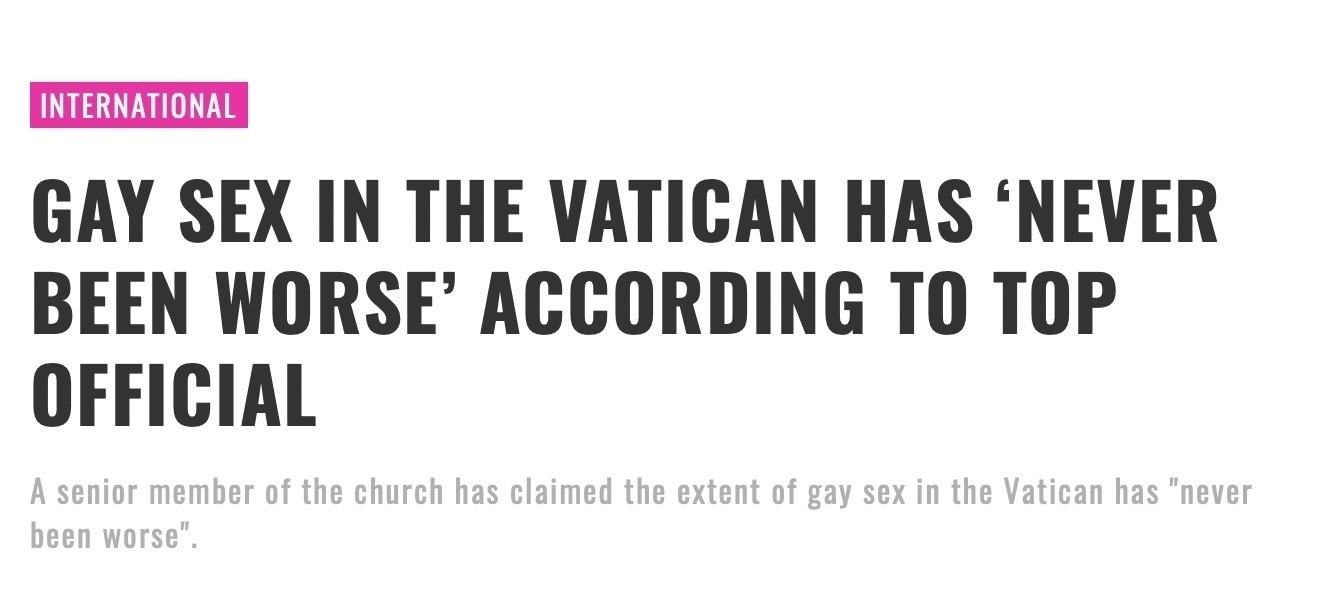 INTERNATIONAL
GAY SEX IN THE VATICAN HAS ‘NEVER
BEEN WORSE’ ACCORDING TO TOP
OFFICIAL
A senior member of the church has claimed the extent of gay sex in the Vatican has "never
been worse".